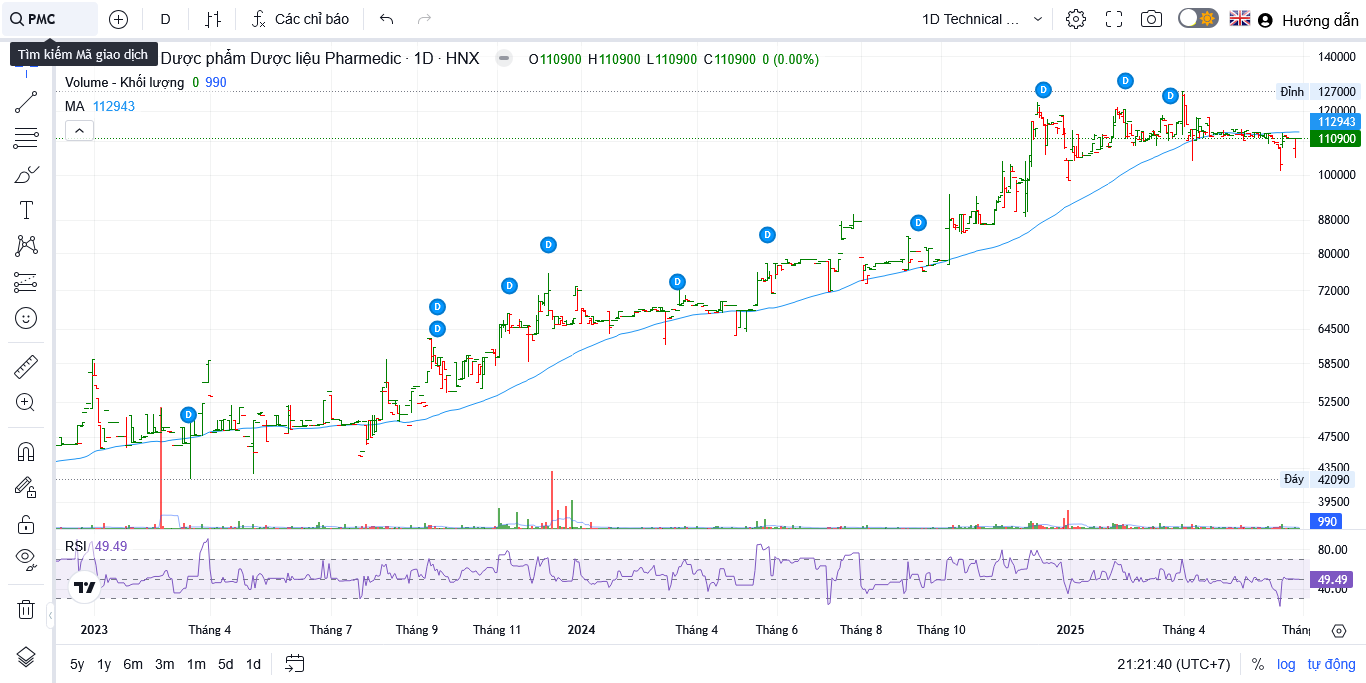 PMC
D
Các chỉ báo
1D Technical ...
Hướng dẫn
Tìm kiếm Mã giao dịch
Dược phẩm Dược liệu Pharmedic · 1D · HNX
O110900 H110900 L110900 C110900 0 (0.00%)
Volume - Khối lượng 0 990
MA 112943
140000
Đỉnh 127000
120000
112943
110900
100000
88000
80000
72000
64500
58500
52500
47500
43500
Đáy 42090
39500
990
D
D
D
D
D
D
D
D
D
D
D
RSI 49.49
80.00
49.49
40.00
2023
Tháng 4
Tháng 7
Tháng 9
Tháng 11
2024
Tháng 4
Tháng 6
Tháng 8
Tháng 10
2025
Tháng 4
5y 1y 6m 3m 1m 5d 1d
21:21:40 (UTC+7)
% log tự động